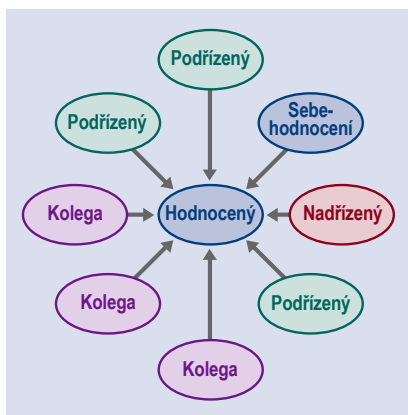 Podřízený
Sebe-
hodnocení
Podřízený
Kolega
Hodnocený
Nadřízený
Kolega
Podřízený
Kolega